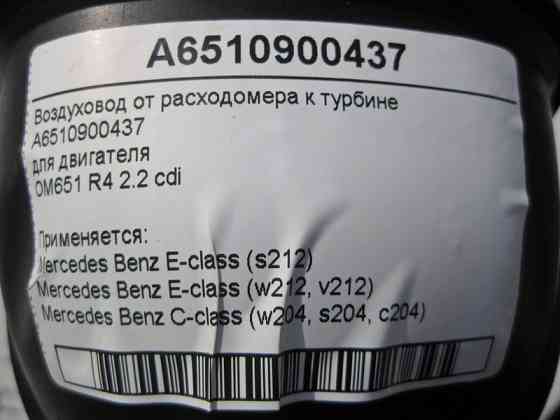 A6510900437
Воздуховод от расходомера к турбине
A6510900437
для двигателя
OM651 R4 2.2 cdi
Применяется:
Mercedes Benz E-class (s212)
Mercedes Benz E-class (w212, v212)
Mercedes Benz C-class (w204, s204, c204)